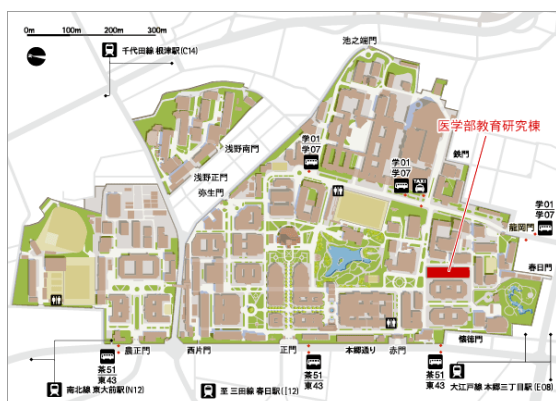 0m 100m 200m 300m
千代田線 根津駅(C14)
池之端門
医学部教育研究棟
浅野南門
学01
学07
学01
学07
TAXI
鉄門
浅野正門
弥生門
学01
学07
龍岡門
春日門
懐徳門
農正門
西片門
正門
本郷通り
赤門
茶51
東43
茶51
東43
茶51
東43
南北線 東大前駅(N12)
至 三田線 春日駅(I12)
大江戸線 本郷三丁目駅(E08)